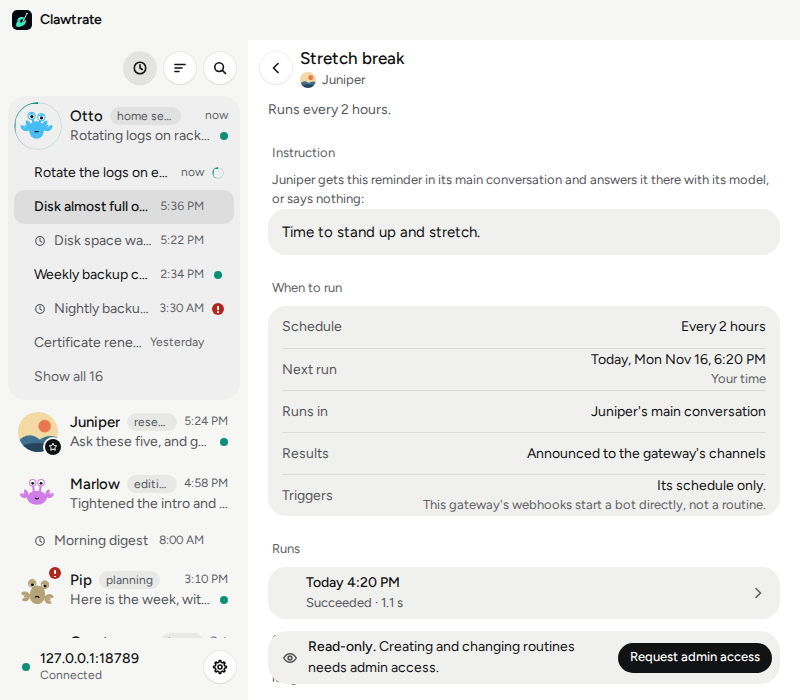 Clawtrate
Otto home se... now
Rotating logs on rack...
Rotate the logs on e... now
Disk almost full o... 5:36 PM
Disk space wa... 5:22 PM
Weekly backup c... 2:34 PM
Nightly backu... 3:30 AM
Certificate rene... Yesterday
Show all 16
Juniper rese... 5:24 PM
Ask these five, and g...
Marlow editi... 4:58 PM
Tightened the intro and ...
Morning digest 8:00 AM
Pip planning 3:10 PM
Here is the week, wit...
127.0.0.1:18789
Connected
Stretch break
Juniper
Runs every 2 hours.
Instruction
Juniper gets this reminder in its main conversation and answers it there with its model,
or says nothing:
Time to stand up and stretch.
When to run
Schedule Every 2 hours
Next run Today, Mon Nov 16, 6:20 PM
Your time
Runs in Juniper's main conversation
Results Announced to the gateway's channels
Triggers Its schedule only.
This gateway's webhooks start a bot directly, not a routine.
Runs
Today 4:20 PM
Succeeded · 1.1 s
Read-only. Creating and changing routines
needs admin access.
Request admin access